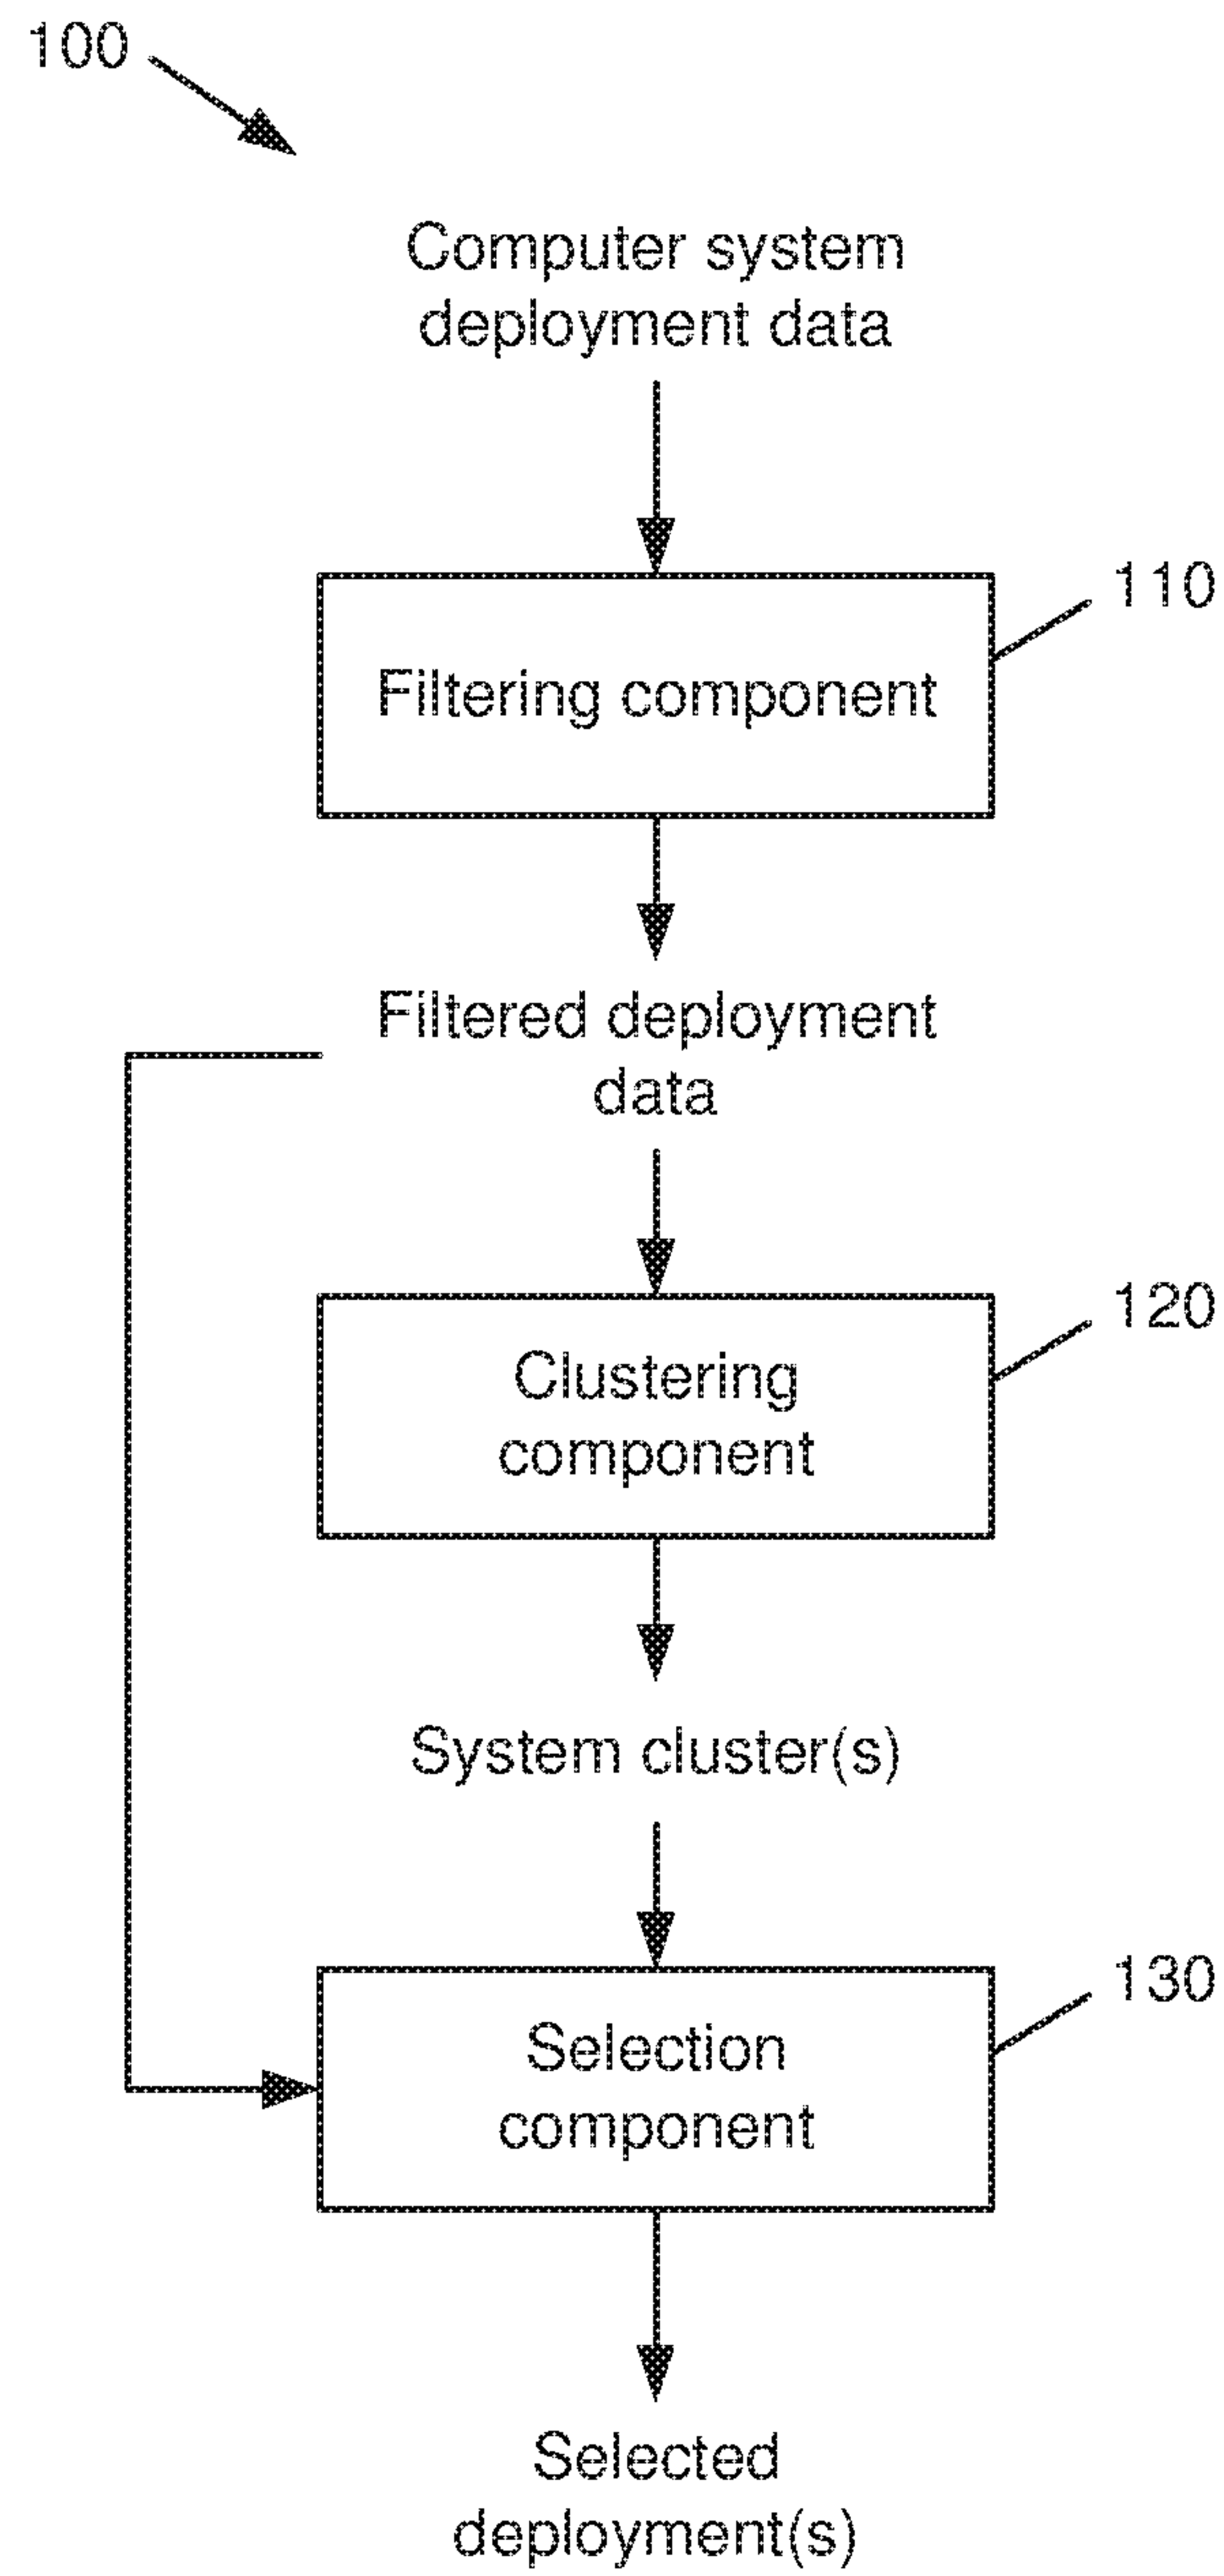 100
Computer system
deployment data
110
Filtering component
Filtered deployment
data
120
Clustering
component
System cluster(s)
130
Selection
component
Selected
deployment(s)